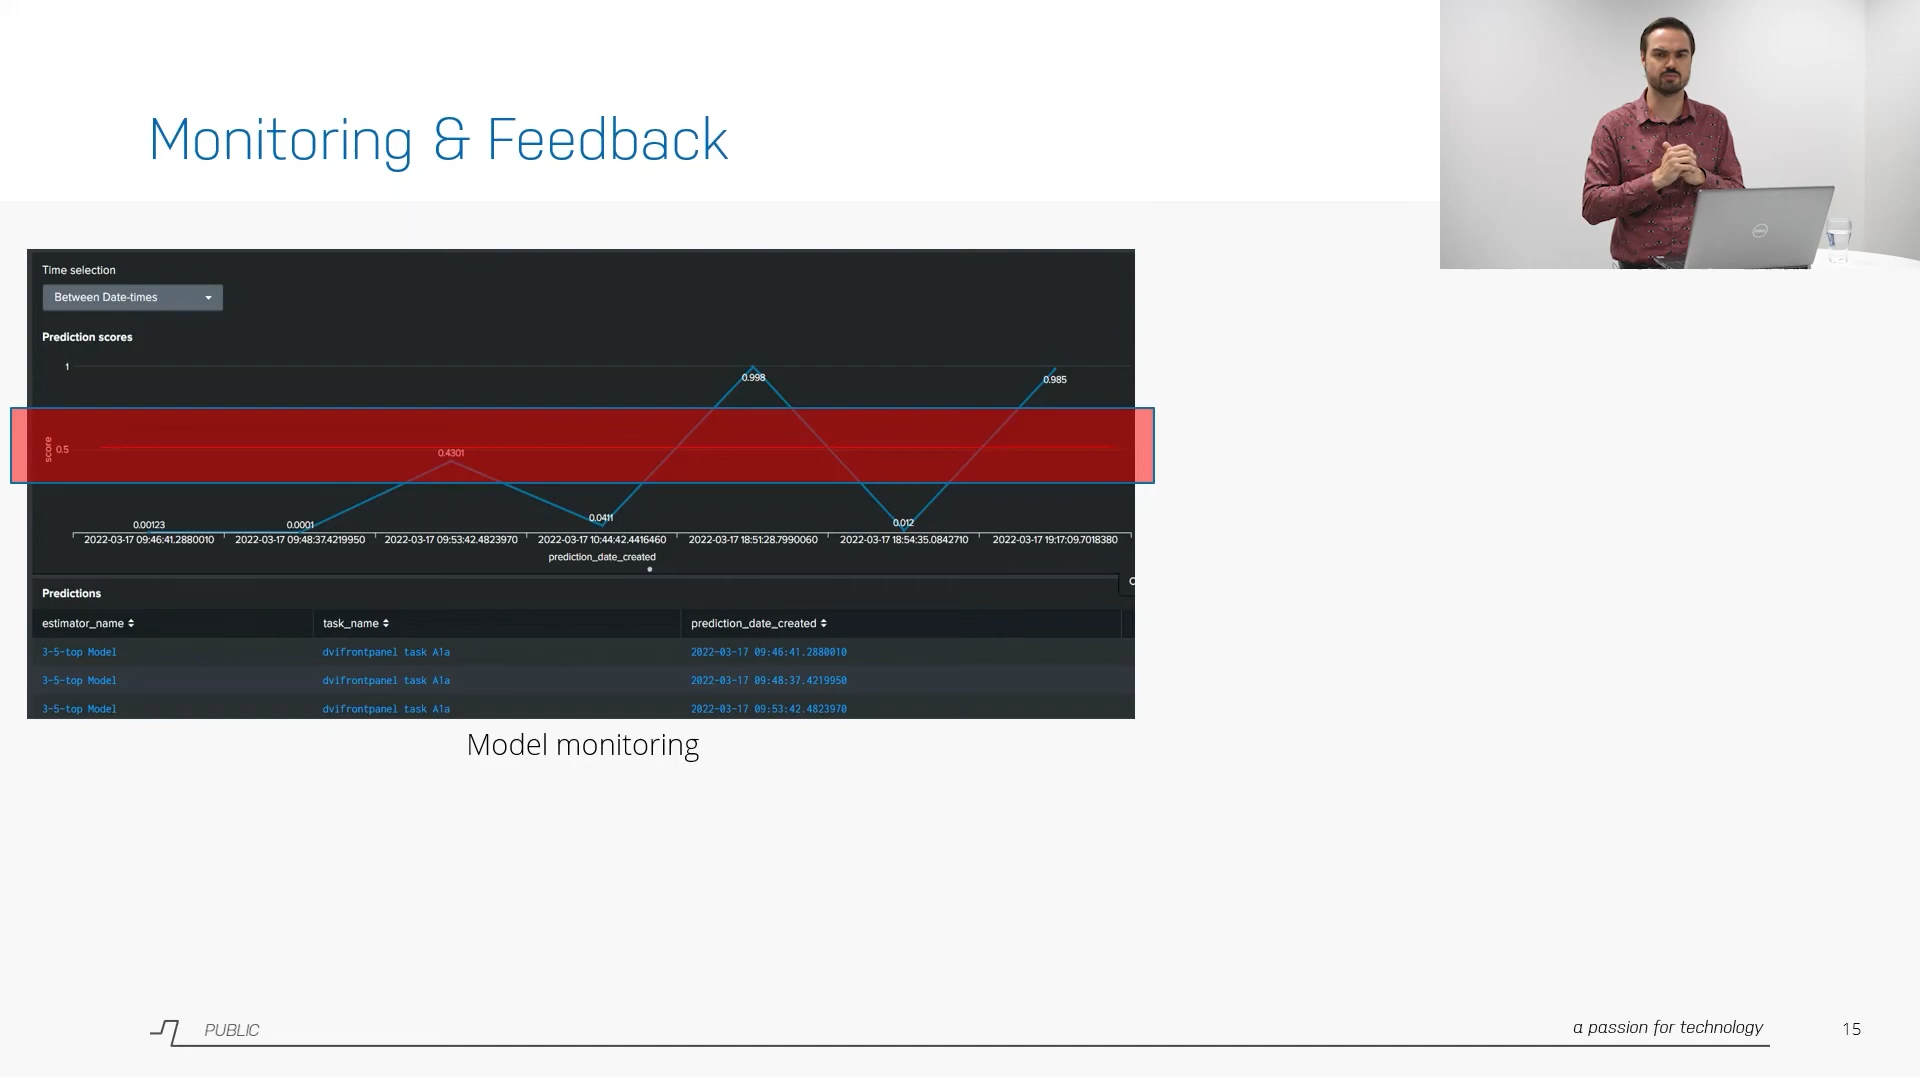 Monitoring & Feedback
Time selection
Between Date-times
Prediction scores
1
0.998
0.985
score
0.5
0.4301
0.00123
0.0001
0.0411
0.012
2022-03-17 09:46:41.2880010
2022-03-17 09:48:37.4219950
2022-03-17 09:53:42.4823970
2022-03-17 10:44:42.4416460
2022-03-17 18:51:28.7990060
2022-03-17 18:54:35.0842710
2022-03-17 19:17:09.7018380
prediction_date_created
Predictions
estimator_name task_name prediction_date_created
3-5-top Model dvifrontpanel task A1a 2022-03-17 09:46:41.2880010
3-5-top Model dvifrontpanel task A1a 2022-03-17 09:48:37.4219950
3-5-top Model dvifrontpanel task A1a 2022-03-17 09:53:42.4823970
Model monitoring
DELL
PUBLIC
a passion for technology
15